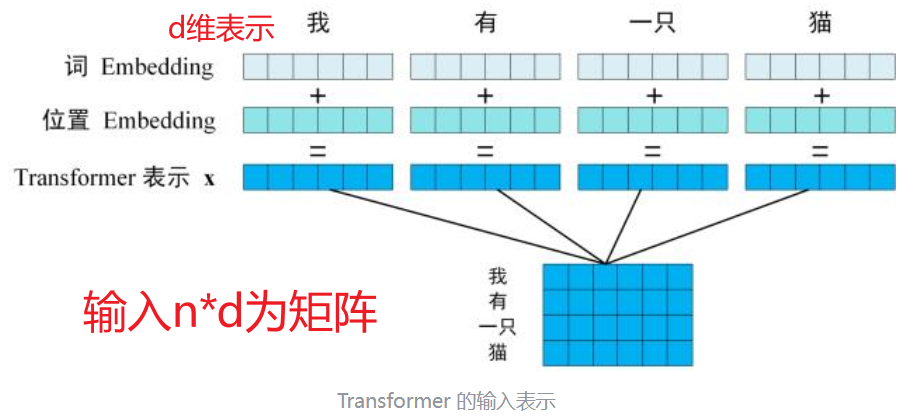 d维表示 我 有 一只 猫
词 Embedding
+ + + +
位置 Embedding
= = = =
Transformer 表示 x
我
有
一只
猫
输入n*d为矩阵
Transformer 的输入表示